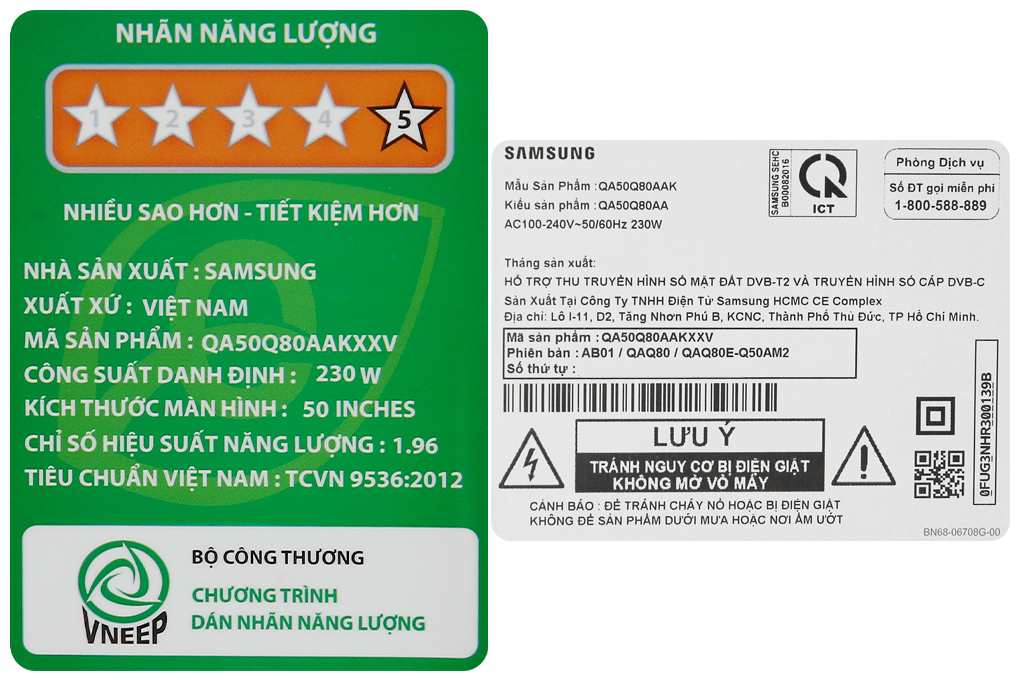 NHÃN NĂNG LƯỢNG
1 2 3 4 5
NHIỀU SAO HƠN - TIẾT KIỆM HƠN
NHÀ SẢN XUẤT : SAMSUNG
XUẤT XỨ : VIỆT NAM
MÃ SẢN PHẨM : QA50Q80AAKXXV
CÔNG SUẤT DANH ĐỊNH : 230 W
KÍCH THƯỚC MÀN HÌNH : 50 INCHES
CHỈ SỐ HIỆU SUẤT NĂNG LƯỢNG : 1.96
TIÊU CHUẨN VIỆT NAM : TCVN 9536:2012
VNEEP
BỘ CÔNG THƯƠNG
CHƯƠNG TRÌNH
DÁN NHÃN NĂNG LƯỢNG
SAMSUNG
Mẫu Sản Phẩm :QA50Q80AAK
Kiểu sản phẩm :QA50Q80AA
AC100-240V~50/60Hz 230W
SAMSUNG SEHC
B00082016
ICT
Phòng Dịch vụ
Số ĐT gọi miễn phí
1-800-588-889
Tháng sản xuất:
HỖ TRỢ THU TRUYỀN HÌNH SỐ MẶT ĐẤT DVB-T2 VÀ TRUYỀN HÌNH SỐ CÁP DVB-C
Sản Xuất Tại Công Ty TNHH Điện Tử Samsung HCMC CE Complex
Địa chỉ: Lô I-11, D2, Tăng Nhơn Phú B, KCNC, Thành Phố Thủ Đức, TP Hồ Chí Minh.
Mã sản phẩm : QA50Q80AAKXXV
Phiên bản : AB01 / QAQ80 / QAQ80E-Q50AM2
Số thứ tự :
LƯU Ý
TRÁNH NGUY CƠ BỊ ĐIỆN GIẬT
KHÔNG MỞ VỎ MÁY
CẢNH BÁO : ĐỂ TRÁNH CHÁY NỔ HOẶC BỊ ĐIỆN GIẬT
KHÔNG ĐỂ SẢN PHẨM DƯỚI MƯA HOẶC NƠI ẨM ƯỚT
0FUG3NHR300139B
BN68-06708G-00